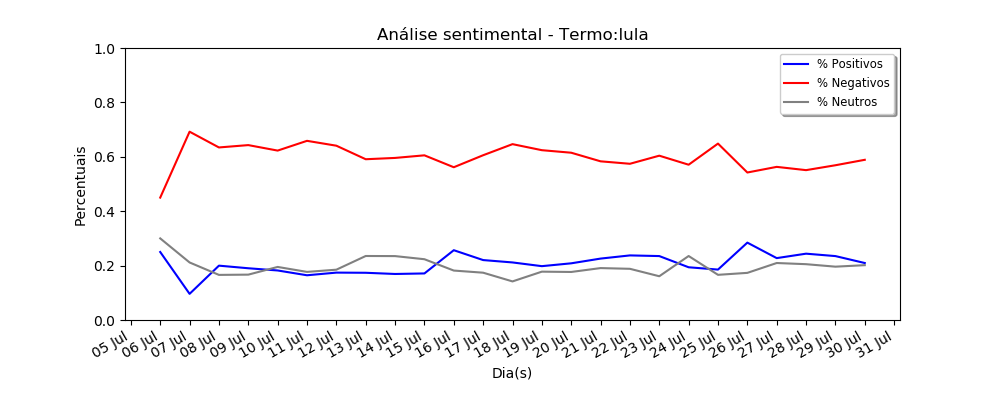 Análise sentimental - Termo:lula
1.0
0.8
0.6
0.4
0.2
0.0
Percentuais
% Positivos
% Negativos
% Neutros
05 Jul
06 Jul
07 Jul
08 Jul
09 Jul
10 Jul
11 Jul
12 Jul
13 Jul
14 Jul
15 Jul
16 Jul
17 Jul
18 Jul
19 Jul
20 Jul
21 Jul
22 Jul
23 Jul
24 Jul
25 Jul
26 Jul
27 Jul
28 Jul
29 Jul
30 Jul
31 Jul
Dia(s)